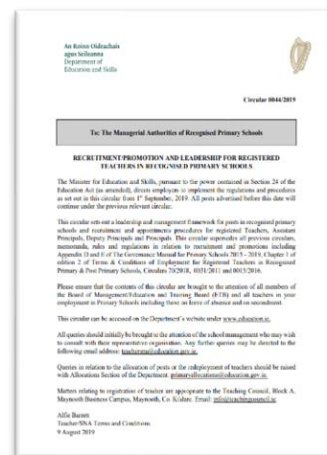 An Roinn Oideachais
agus Scileanna
Department of
Education and Skills
Circular 0044/2019
To: The Managerial Authorities of Recognised Primary Schools
RECRUITMENT/PROMOTION AND LEADERSHIP FOR REGISTERED
TEACHERS IN RECOGNISED PRIMARY SCHOOLS
The Minister for Education and Skills, pursuant to the power contained in Section 24 of the
Education Act (as amended), directs employers to implement the regulations and procedures
as set out in this circular from 1st September, 2019. All posts advertised before this date will
continue under the previous relevant circular.
This circular sets out a leadership and management framework for posts in recognised primary
schools and recruitment and appointments procedures for registered Teachers, Assistant
Principals, Deputy Principals and Principals. This circular supersedes all previous circulars,
memoranda, rules and regulations in relation to recruitment and promotions including
Appendix D and E of The Governance Manual for Primary Schools 2015 - 2019, Chapter 1 of
edition 2 of Terms & Conditions of Employment for Registered Teachers in Recognised
Primary & Post Primary Schools, Circulars 70/2018, 0031/2011 and 0013/2016.
Please ensure that the contents of this circular are brought to the attention of all members of
the Board of Management/Education and Training Board (ETB) and all teachers in your
employment in Primary Schools including those on leave of absence and on secondment.
This circular can be accessed on the Department's website under www.education.ie.
All queries should initially be brought to the attention of the school management who may wish
to consult with their representative organisation. Any further queries may be directed to the
following email address: teachersna@education.gov.ie.
Queries in relation to the allocation of posts or the redeployment of teachers should be raised
with Allocations Section of the Department: primaryallocations@education.gov.ie.
Matters relating to registration of teacher are appropriate to the Teaching Council, Block A,
Maynooth Business Campus, Maynooth, Co. Kildare. Email: info@teachingcouncil.ie.
Alfie Barrett
Teacher/SNA Terms and Conditions
9 August 2019